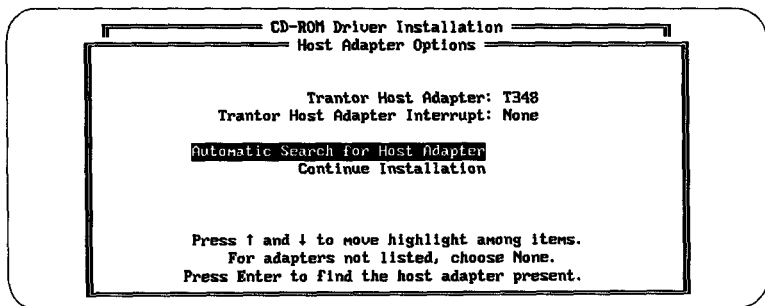 CD-ROM Driver Installation
Host Adapter Options
Trantor Host Adapter: T348
Trantor Host Adapter Interrupt: None
Automatic Search for Host Adapter
Continue Installation
Press ↑ and ↓ to move highlight among items.
For adapters not listed, choose None.
Press Enter to find the host adapter present.